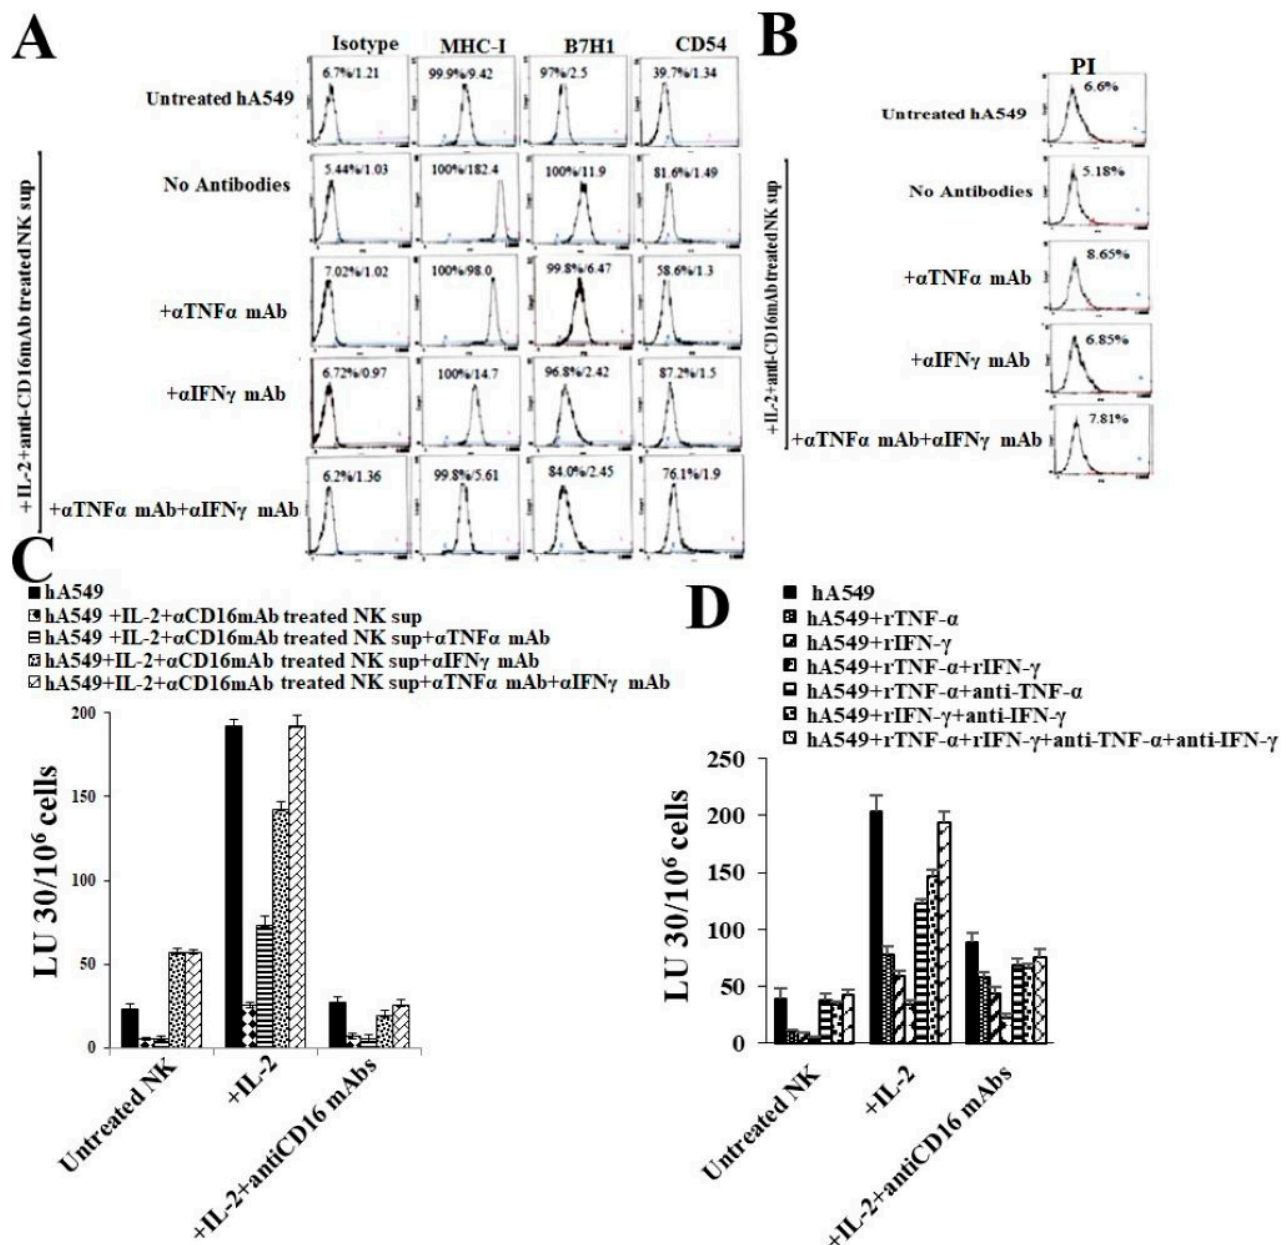 A
Isotype MHC-I B7H1 CD54
Untreated hA549
6.7%/1.21 99.9%/9.42 97%/2.5 39.7%/1.34
+IL-2+anti-CD16mAb treated NK sup
No Antibodies
5.44%/1.03 100%/182.4 100%/11.9 81.6%/1.49
+αTNFα mAb
7.02%/1.02 100%/98.0 99.8%/6.47 58.6%/1.3
+αIFNγ mAb
6.72%/0.97 100%/14.7 96.8%/2.42 87.2%/1.5
+αTNFα mAb+αIFNγ mAb
6.2%/1.36 99.8%/5.61 84.0%/2.45 76.1%/1.9
B
PI
Untreated hA549
6.6%
+IL-2+anti-CD16mAb treated NK sup
No Antibodies
5.18%
+αTNFα mAb
8.65%
+αIFNγ mAb
6.85%
+αTNFα mAb+αIFNγ mAb
7.81%
C
hA549
hA549 +IL-2+αCD16mAb treated NK sup
hA549 +IL-2+αCD16mAb treated NK sup+αTNFα mAb
hA549+IL-2+αCD16mAb treated NK sup+αIFNγ mAb
hA549+IL-2+αCD16mAb treated NK sup+αTNFα mAb+αIFNγ mAb
LU 30/10⁶ cells
200
150
100
50
0
Untreated NK
+IL-2
+IL-2+antiCD16 mAbs
D
hA549
hA549+rTNF-α
hA549+rIFN-γ
hA549+rTNF-α+rIFN-γ
hA549+rTNF-α+anti-TNF-α
hA549+rIFN-γ+anti-IFN-γ
hA549+rTNF-α+rIFN-γ+anti-TNF-α+anti-IFN-γ
LU 30/10⁶ cells
250
200
150
100
50
0
Untreated NK
+IL-2
+IL-2+antiCD16 mAbs